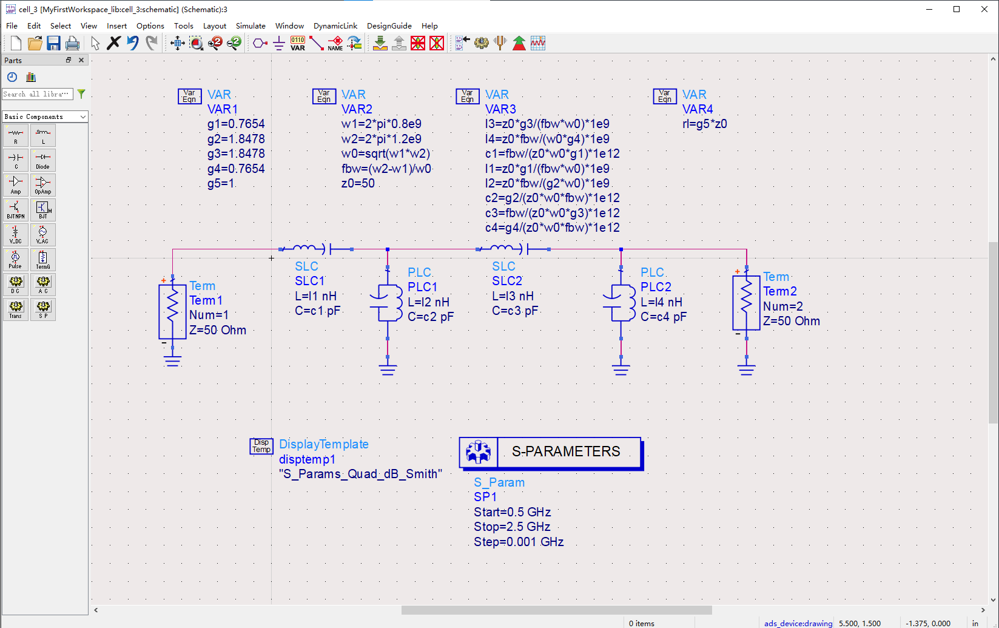 cell_3 [MyFirstWorkspace_lib:cell_3:schematic] (Schematic):3
File Edit Select View Insert Options Tools Layout Simulate Window DynamicLink DesignGuide Help
+2 -2 0110 VAR NAME
Parts
Search all libra···
Basic Components
R L
C Diode
Amp OpAmp
BJTNPN BJT
M
V_DC V_AC
Pulse TermG
D C A C
Trans S P
Var
Eqn
VAR
VAR1
g1=0.7654
g2=1.8478
g3=1.8478
g4=0.7654
g5=1
Var
Eqn
VAR
VAR2
w1=2*pi*0.8e9
w2=2*pi*1.2e9
w0=sqrt(w1*w2)
fbw=(w2-w1)/w0
z0=50
Var
Eqn
VAR
VAR3
l3=z0*g3/(fbw*w0)*1e9
l4=z0*fbw/(w0*g4)*1e9
c1=fbw/(z0*w0*g1)*1e12
l1=z0*g1/(fbw*w0)*1e9
l2=z0*fbw/(g2*w0)*1e9
c2=g2/(z0*w0*fbw)*1e12
c3=fbw/(z0*w0*g3)*1e12
c4=g4/(z0*w0*fbw)*1e12
Var
Eqn
VAR
VAR4
rl=g5*z0
+
Term
Term1
Num=1
Z=50 Ohm
-
SLC
SLC1
L=l1 nH
C=c1 pF
PLC
PLC1
L=l2 nH
C=c2 pF
SLC
SLC2
L=l3 nH
C=c3 pF
PLC
PLC2
L=l4 nH
C=c4 pF
+
Term
Term2
Num=2
Z=50 Ohm
-
Disp
Temp
DisplayTemplate
disptemp1
"S_Params_Quad_dB_Smith"
S-PARAMETERS
S_Param
SP1
Start=0.5 GHz
Stop=2.5 GHz
Step=0.001 GHz
0 items ads_device:drawing 5.500, 1.500 -1.375, 0.000 in